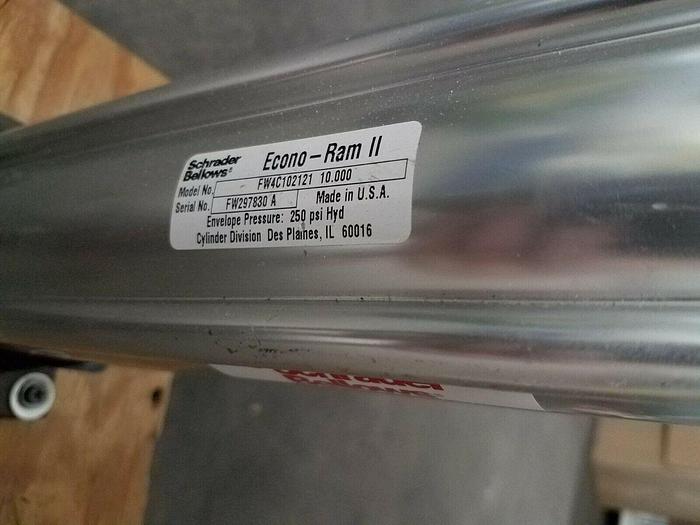 Schrader Bellows® Econo-Ram II
Model No. FW4C102121 10.000
Serial No. FW297830 A Made in U.S.A.
Envelope Pressure: 250 psi Hyd
Cylinder Division Des Plaines, IL 60016